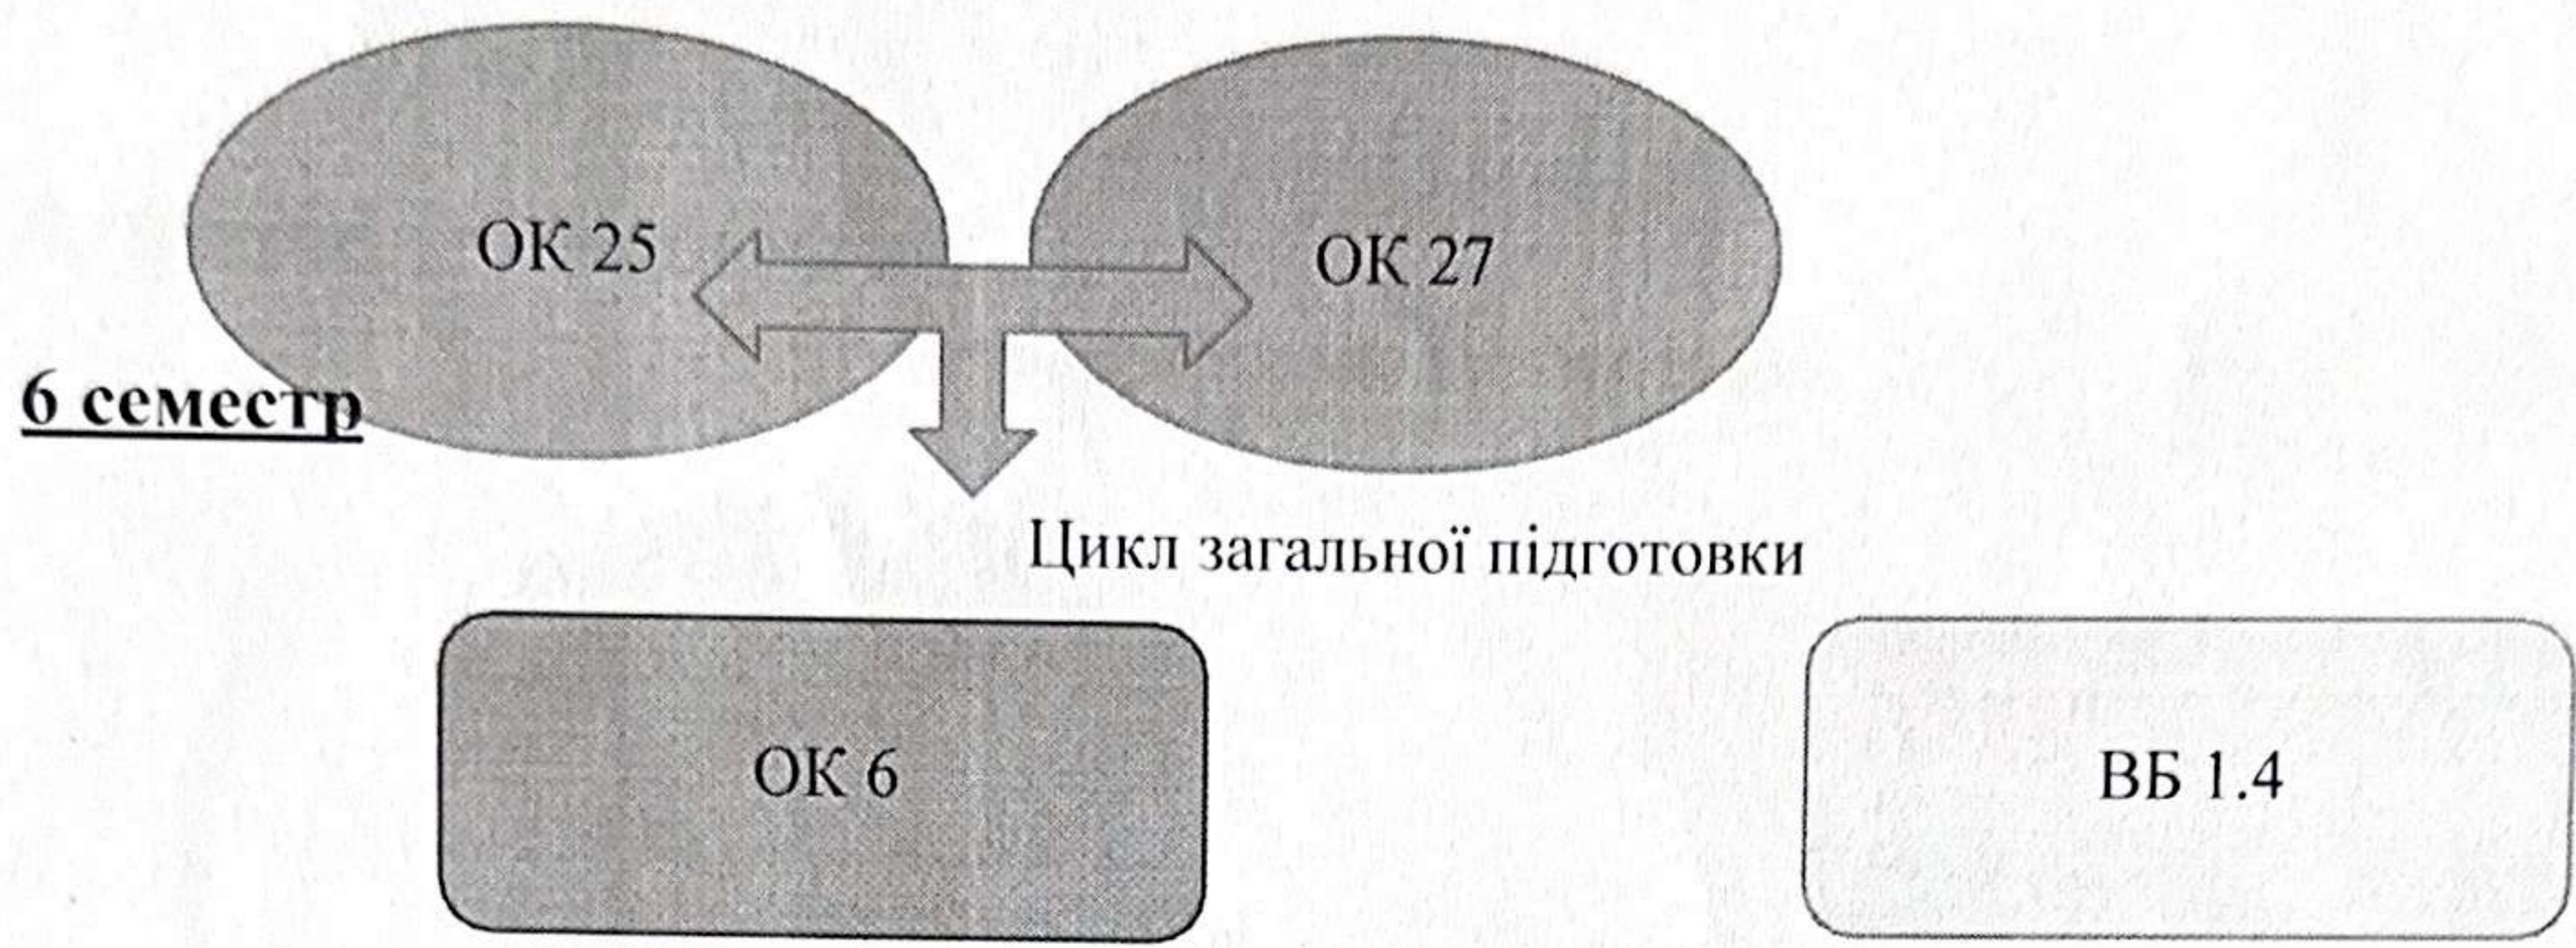 ОК 25
ОК 27
6 семестр
Цикл загальної підготовки
ОК 6
ВБ 1.4